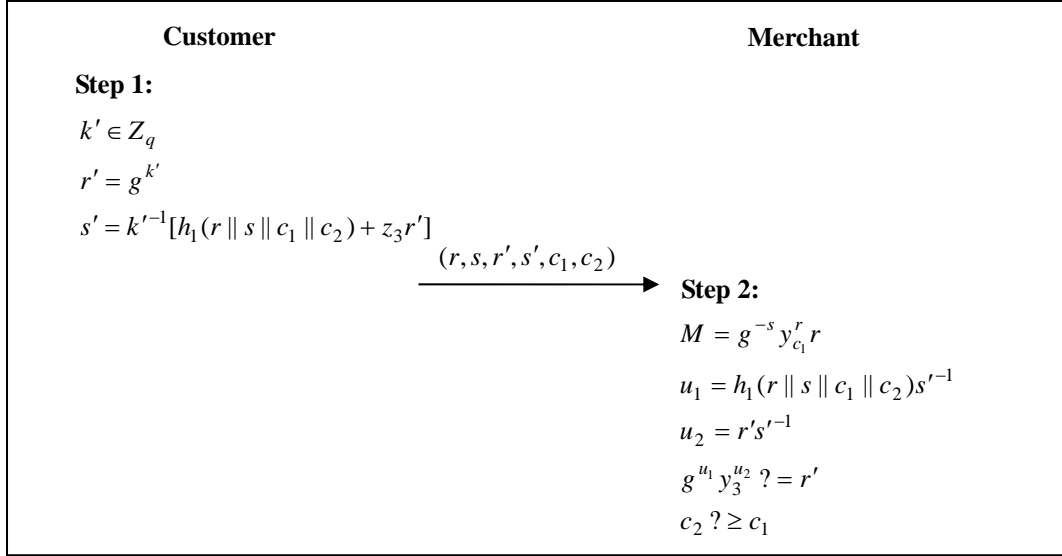 Customer Merchant
Step 1:
k′ ∈ Z_q
r′ = g^{k′}
s′ = k′^{-1}[h_1(r || s || c_1 || c_2) + z_3 r′]
(r, s, r′, s′, c_1, c_2)
Step 2:
M = g^{-s} y_{c_1}^r r
u_1 = h_1(r || s || c_1 || c_2)s′^{-1}
u_2 = r′s′^{-1}
g^{u_1} y_3^{u_2} ? = r′
c_2 ? ≥ c_1